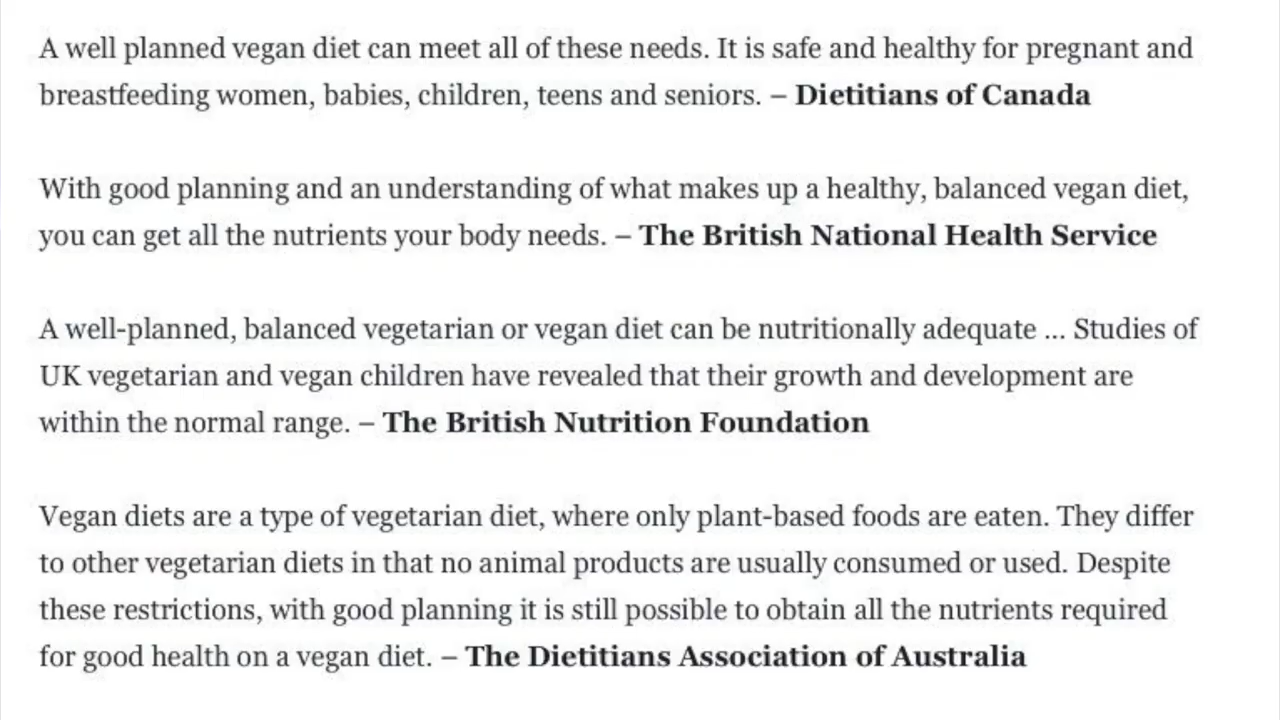 A well planned vegan diet can meet all of these needs. It is safe and healthy for pregnant and
breastfeeding women, babies, children, teens and seniors. – Dietitians of Canada
With good planning and an understanding of what makes up a healthy, balanced vegan diet,
you can get all the nutrients your body needs. – The British National Health Service
A well-planned, balanced vegetarian or vegan diet can be nutritionally adequate ... Studies of
UK vegetarian and vegan children have revealed that their growth and development are
within the normal range. – The British Nutrition Foundation
Vegan diets are a type of vegetarian diet, where only plant-based foods are eaten. They differ
to other vegetarian diets in that no animal products are usually consumed or used. Despite
these restrictions, with good planning it is still possible to obtain all the nutrients required
for good health on a vegan diet. – The Dietitians Association of Australia